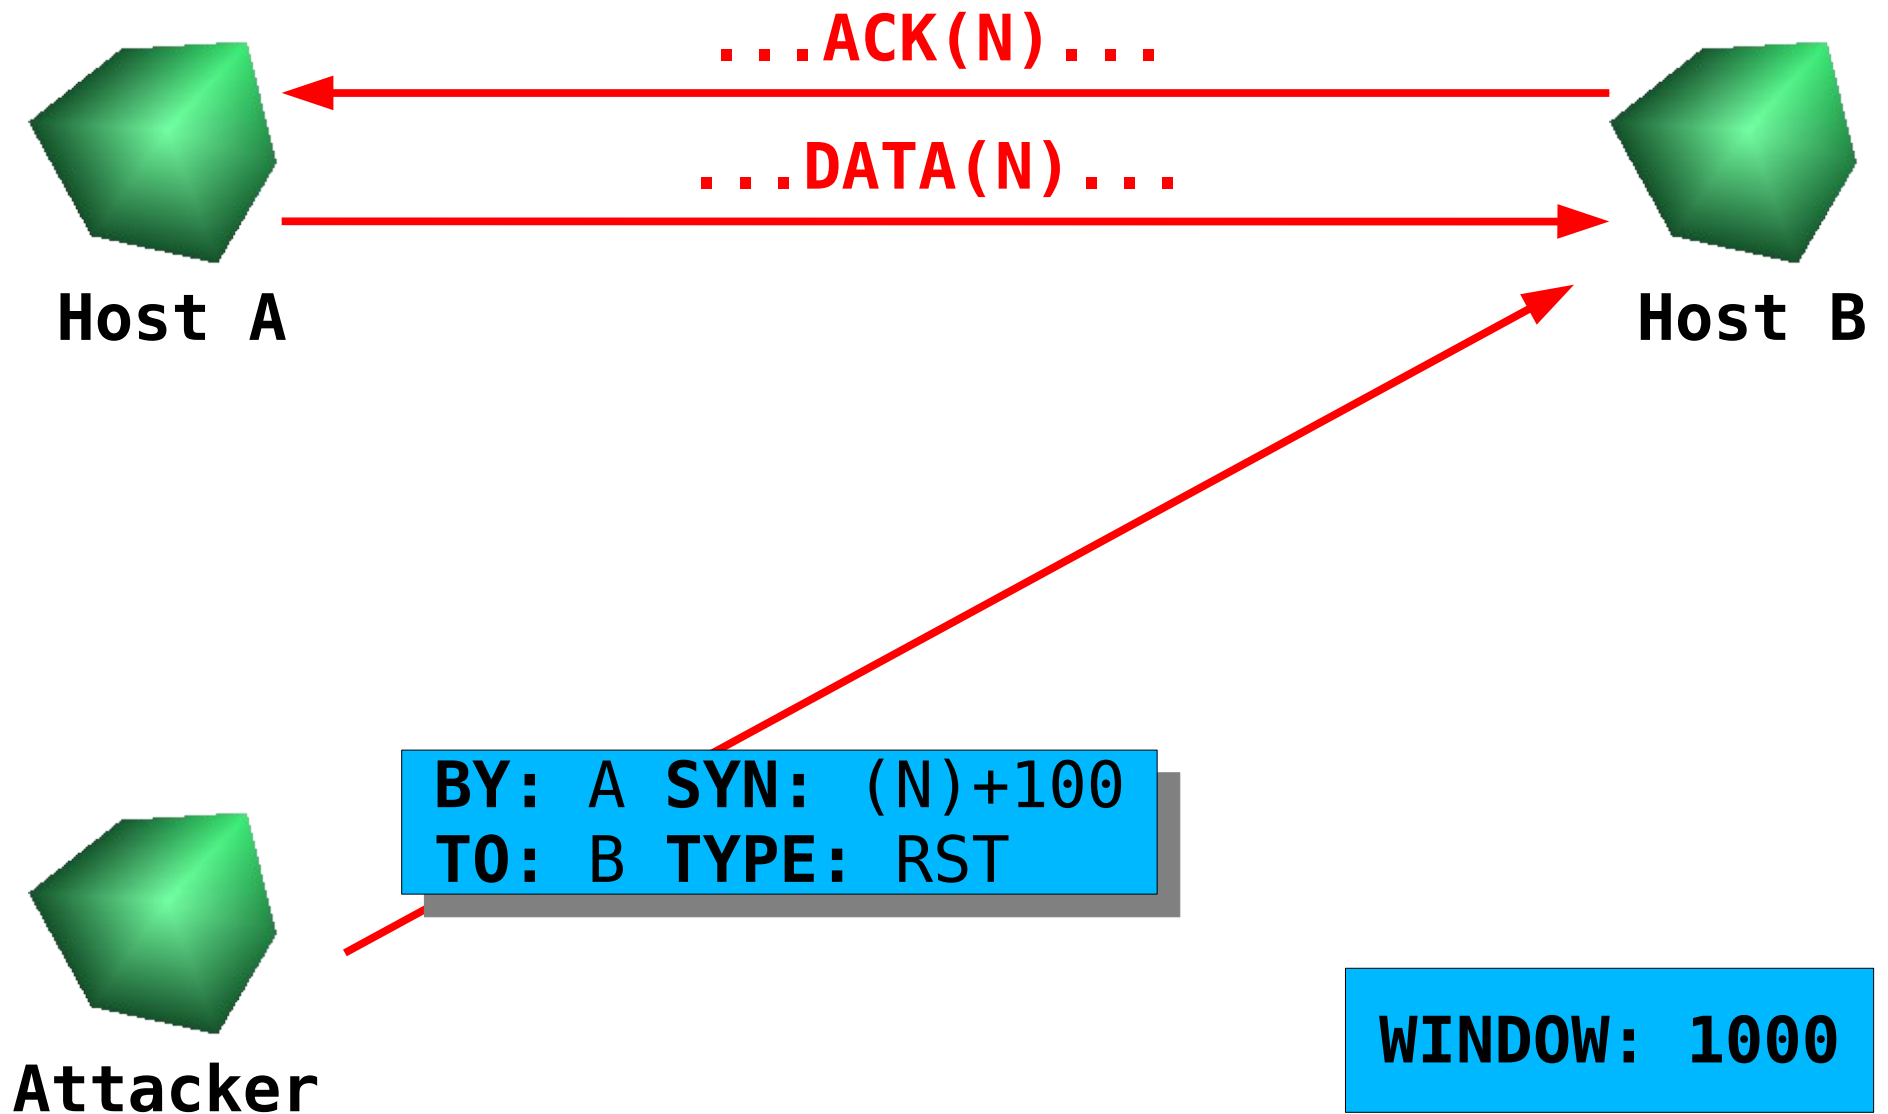 ...ACK(N)...
...DATA(N)...
Host A
Host B
BY: A SYN: (N)+100
TO: B TYPE: RST
WINDOW: 1000
Attacker